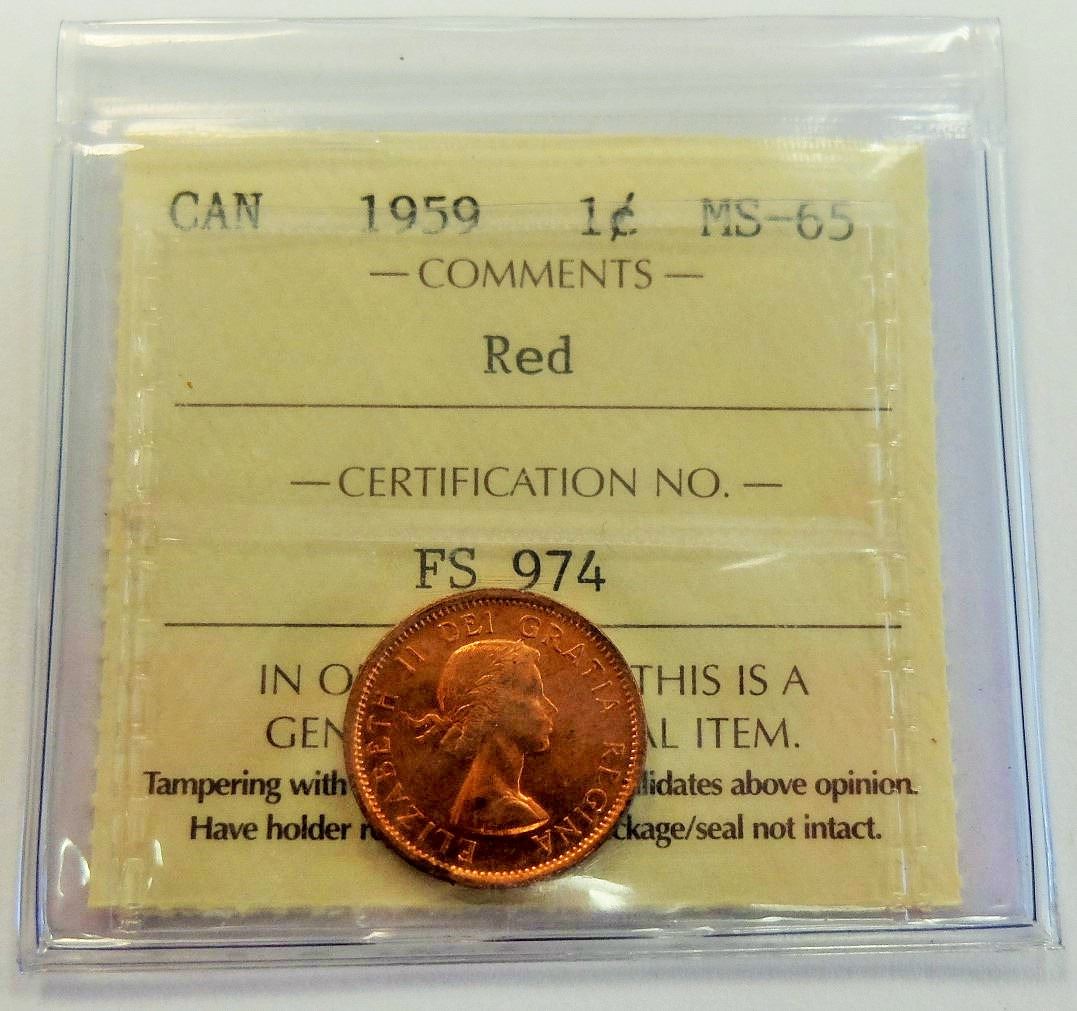 CAN 1959 1¢ MS-65
— COMMENTS —
Red
— CERTIFICATION NO. —
FS 974
IN THIS IS A
GEN AL ITEM.
Tampering with lidates above opinion.
Have holder ckage/seal not intact.
ELIZABETH II DEI GRATIA REGINA